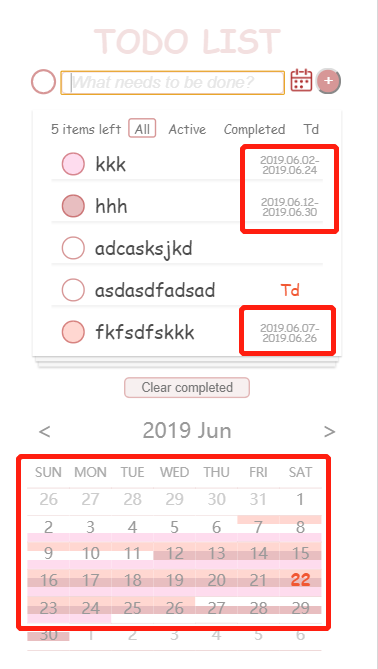 TODO LIST
What needs to be done? +
5 items left All Active Completed Td
kkk 2019.06.02-
2019.06.24
hhh 2019.06.12-
2019.06.30
adcasksjkd
asdasdfadsad Td
fkfsdfskkk 2019.06.07-
2019.06.26
Clear completed
< 2019 Jun >
SUN MON TUE WED THU FRI SAT
26 27 28 29 30 31 1
2 3 4 5 6 7 8
9 10 11 12 13 14 15
16 17 18 19 20 21 22
23 24 25 26 27 28 29
30 1 2 3 4 5 6